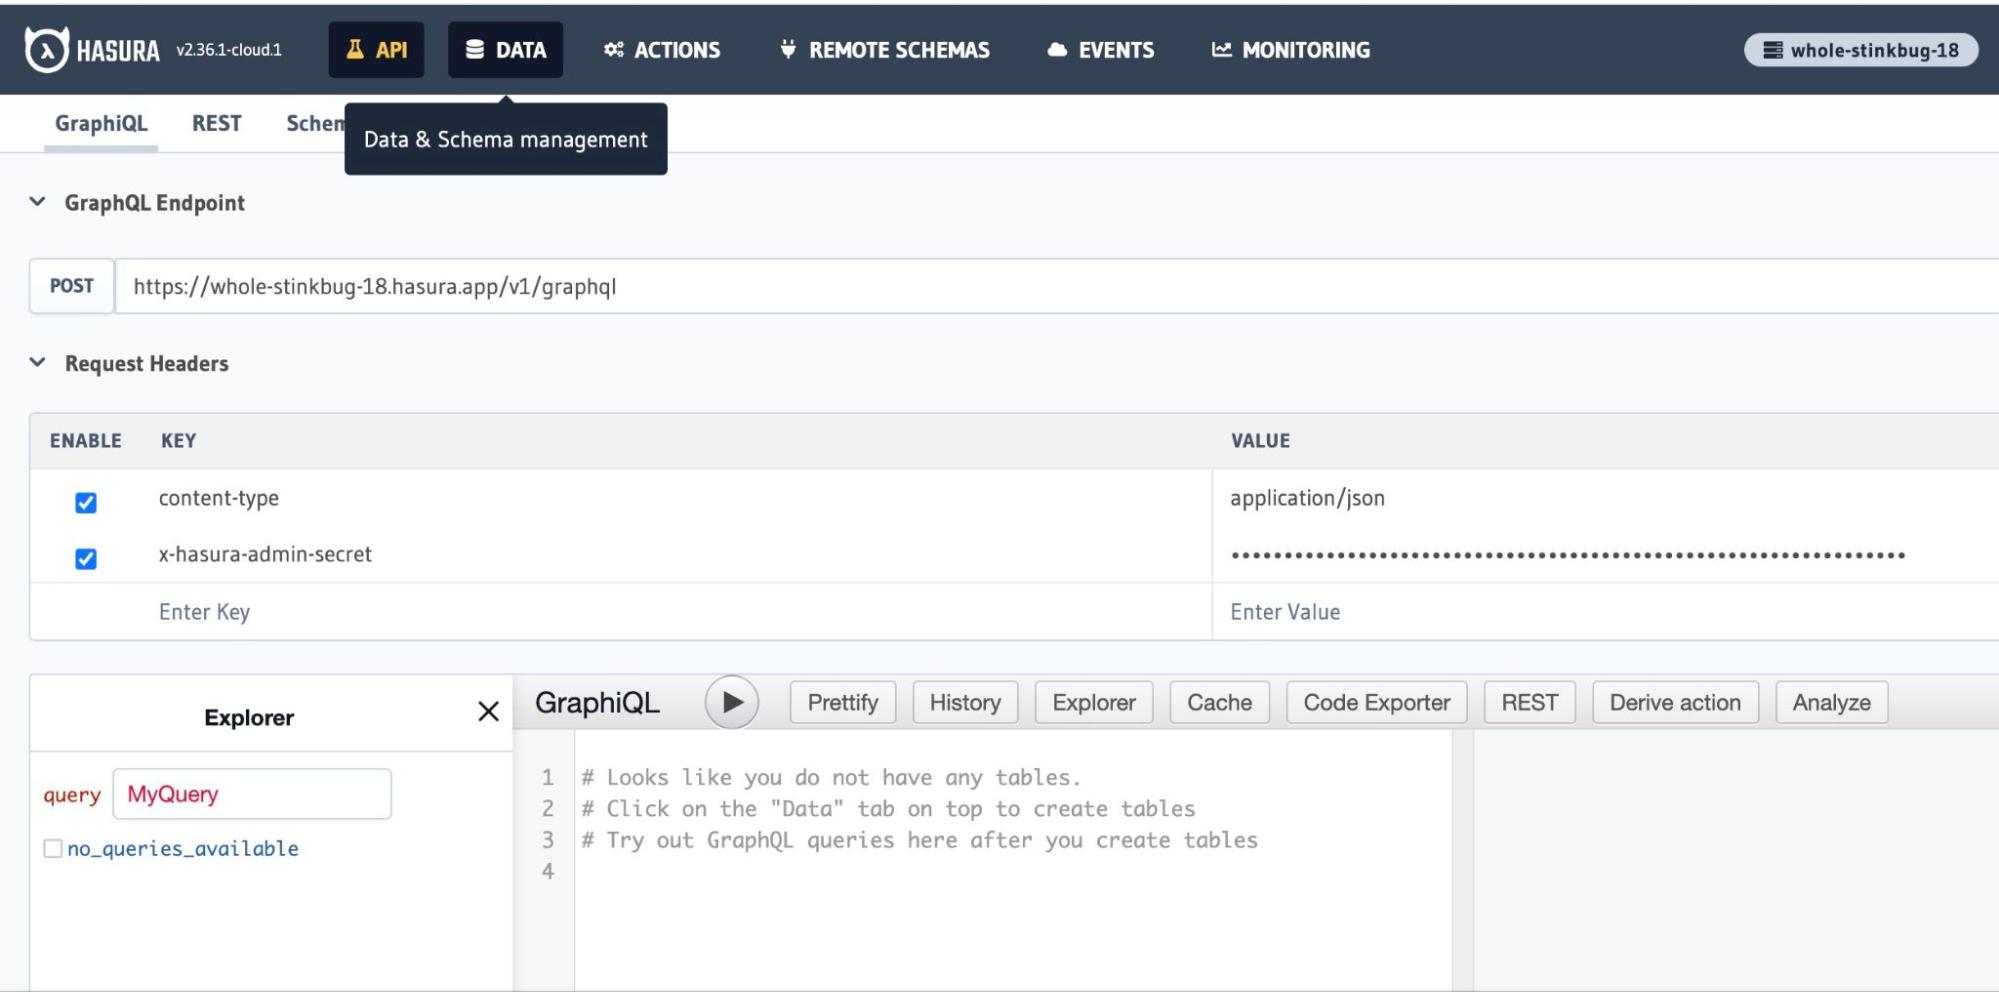 HASURA v2.36.1-cloud.1 API DATA ACTIONS REMOTE SCHEMAS EVENTS MONITORING whole-stinkbug-18
GraphiQL REST Schem
Data & Schema management
GraphQL Endpoint
POST https://whole-stinkbug-18.hasura.app/v1/graphql
Request Headers
ENABLE KEY VALUE
content-type application/json
x-hasura-admin-secret ••••••••••••••••••••••••••••••••••••••••••••••••••••••••••••••••
Enter Key Enter Value
Explorer
GraphiQL Prettify History Explorer Cache Code Exporter REST Derive action Analyze
query MyQuery
no_queries_available
1 # Looks like you do not have any tables.
2 # Click on the "Data" tab on top to create tables
3 # Try out GraphQL queries here after you create tables
4